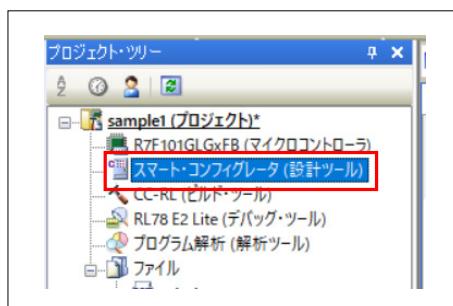 プロジェクト・ツリー
sample1 (プロジェクト)*
R7F101GLGxFB (マイクロコントローラ)
スマート・コンフィグレータ (設計ツール)
CC-RL (ビルド・ツール)
RL78 E2 Lite (デバッグ・ツール)
プログラム解析 (解析ツール)
ファイル